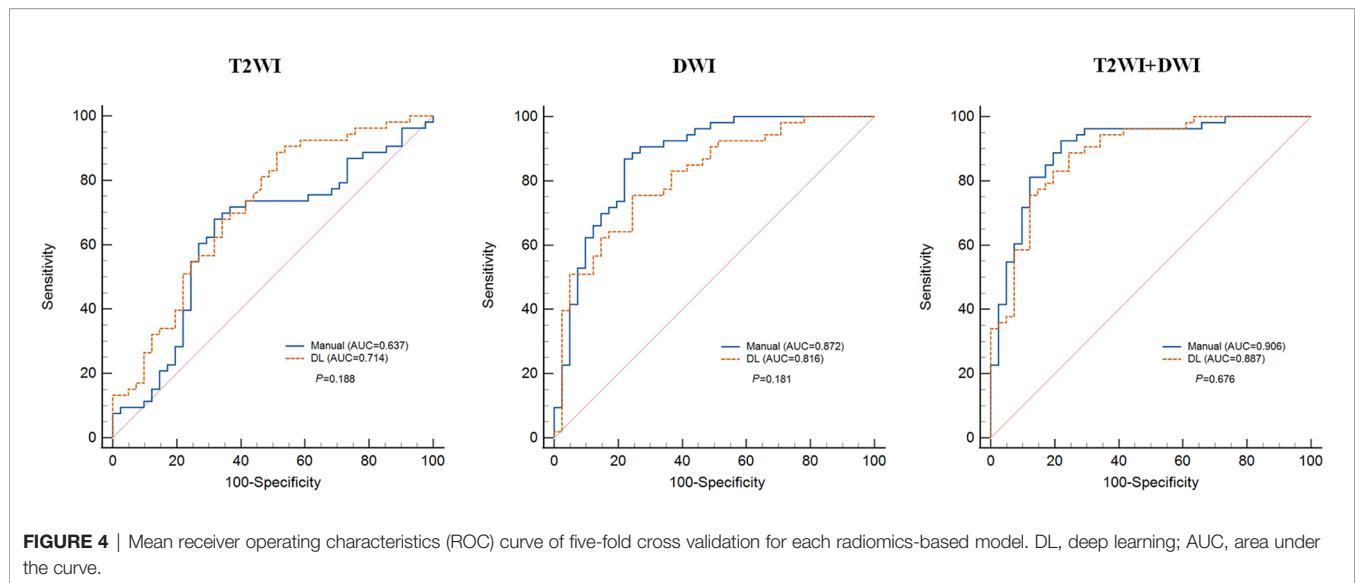 T2WI
DWI
T2WI+DWI
100
80
60
40
20
0
Sensitivity
0 20 40 60 80 100
100-Specificity
Manual (AUC=0.637)
DL (AUC=0.714)
P=0.188
100
80
60
40
20
0
Sensitivity
0 20 40 60 80 100
100-Specificity
Manual (AUC=0.872)
DL (AUC=0.816)
P=0.181
100
80
60
40
20
0
Sensitivity
0 20 40 60 80 100
100-Specificity
Manual (AUC=0.906)
DL (AUC=0.887)
P=0.676
FIGURE 4 | Mean receiver operating characteristics (ROC) curve of five-fold cross validation for each radiomics-based model. DL, deep learning; AUC, area under
the curve.